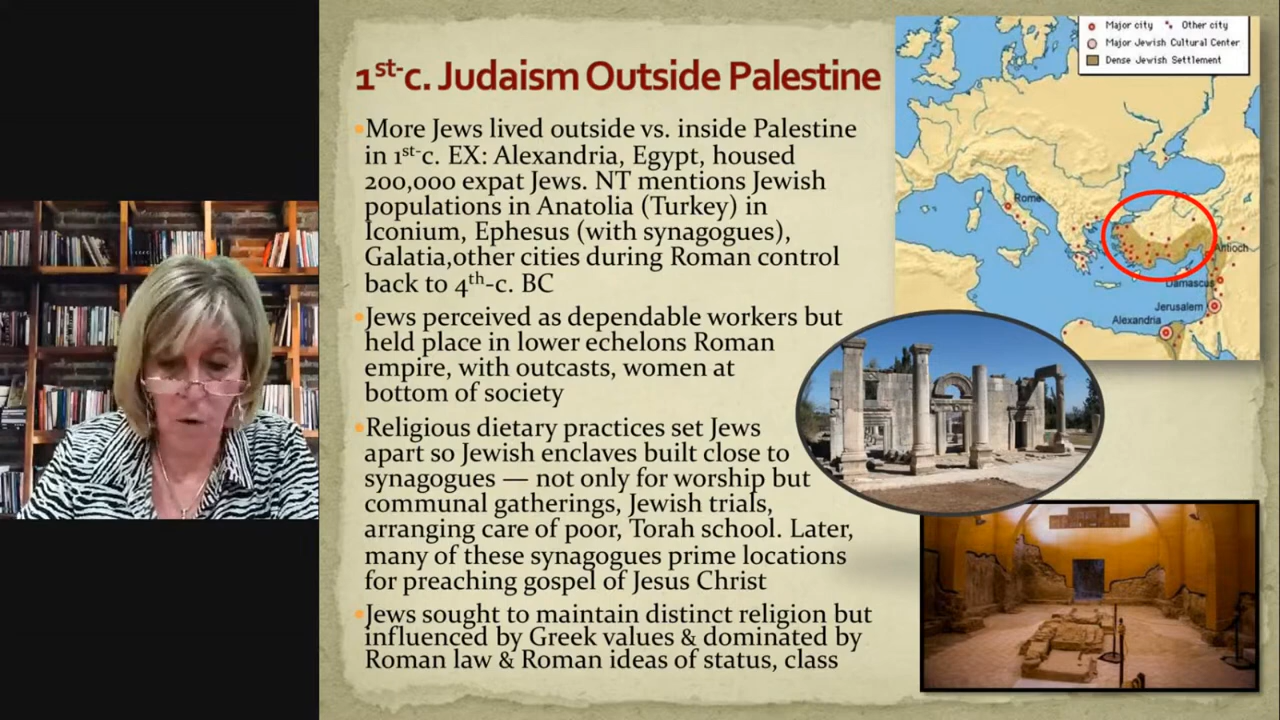 1st-c. Judaism Outside Palestine
•More Jews lived outside vs. inside Palestine
in 1st-c. EX: Alexandria, Egypt, housed
200,000 expat Jews. NT mentions Jewish
populations in Anatolia (Turkey) in
Iconium, Ephesus (with synagogues),
Galatia,other cities during Roman control
back to 4th-c. BC
•Jews perceived as dependable workers but
held place in lower echelons Roman
empire, with outcasts, women at
bottom of society
•Religious dietary practices set Jews
apart so Jewish enclaves built close to
synagogues — not only for worship but
communal gatherings, Jewish trials,
arranging care of poor, Torah school. Later,
many of these synagogues prime locations
for preaching gospel of Jesus Christ
•Jews sought to maintain distinct religion but
influenced by Greek values & dominated by
Roman law & Roman ideas of status, class
Major city Other city
Major Jewish Cultural Center
Dense Jewish Settlement
Rome
Antioch
Damascus
Jerusalem
Alexandria